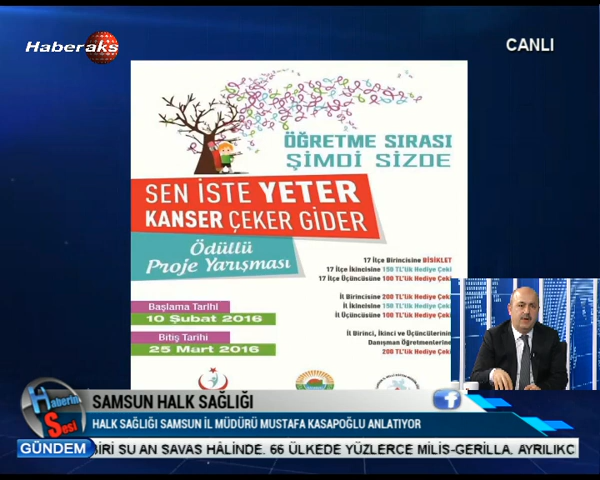 Haberaks
CANLI
ÖĞRETME SIRASI
ŞİMDİ SİZDE
SEN İSTE YETER
KANSER ÇEKER GİDER
Ödüllü
Proje Yarışması
17 İlçe Birincisine BİSİKLET
17 İlçe İkincisine 150 TL'lik Hediye Çeki
17 İlçe Üçüncüsüne 100 TL'lik Hediye Çeki
Başlama Tarihi
10 Şubat 2016
İl Birincisine 200 TL'lik Hediye Çeki
İl İkincisine 150 TL'lik Hediye Çeki
İl Üçüncüsüne 100 TL'lik Hediye Çeki
Bitiş Tarihi
25 Mart 2016
İl Birinci, İkinci ve Üçüncülerinin
Danışman Öğretmenlerine
200 TL'lik Hediye Çeki
Haberin
Sesi
SAMSUN HALK SAĞLIĞI
HALK SAĞLIĞI SAMSUN İL MÜDÜRÜ MUSTAFA KASAPOĞLU ANLATIYOR
GÜNDEM
BİRİ ŞU AN SAVAŞ HÂLİNDE. 66 ÜLKEDE YÜZLERCE MİLİS-GERİLLA, AYRILIKÇ